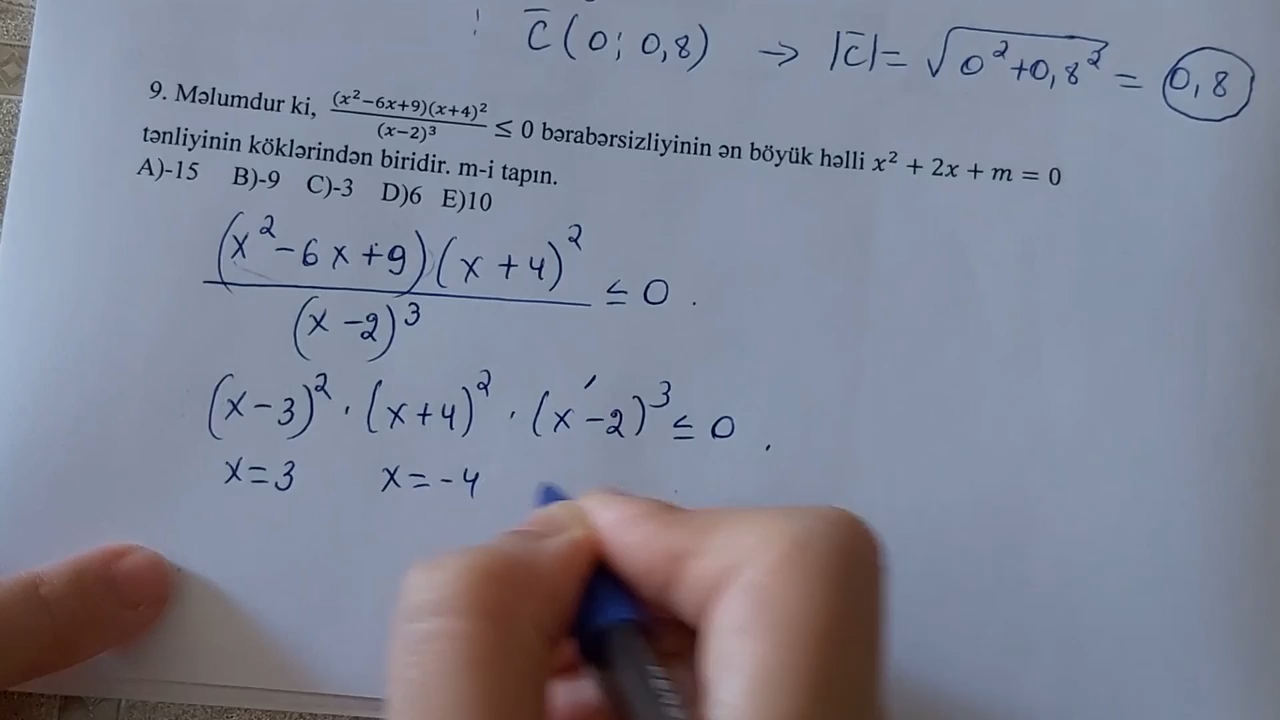 c̅(0; 0,8) → |c̅| = √(0²+0,8²) = 0,8
9. Məlumdur ki, (x²−6x+9)(x+4)²/(x−2)³ ≤ 0 bərabərsizliyinin ən böyük həlli x² + 2x + m = 0
tənliyinin köklərindən biridir. m-i tapın.
A)-15 B)-9 C)-3 D)6 E)10
(x²-6x+9)(x+4)²/(x-2)³ ≤ 0.
(x-3)² · (x+4)² · (x-2)³ ≤ 0.
x=3 x=-4